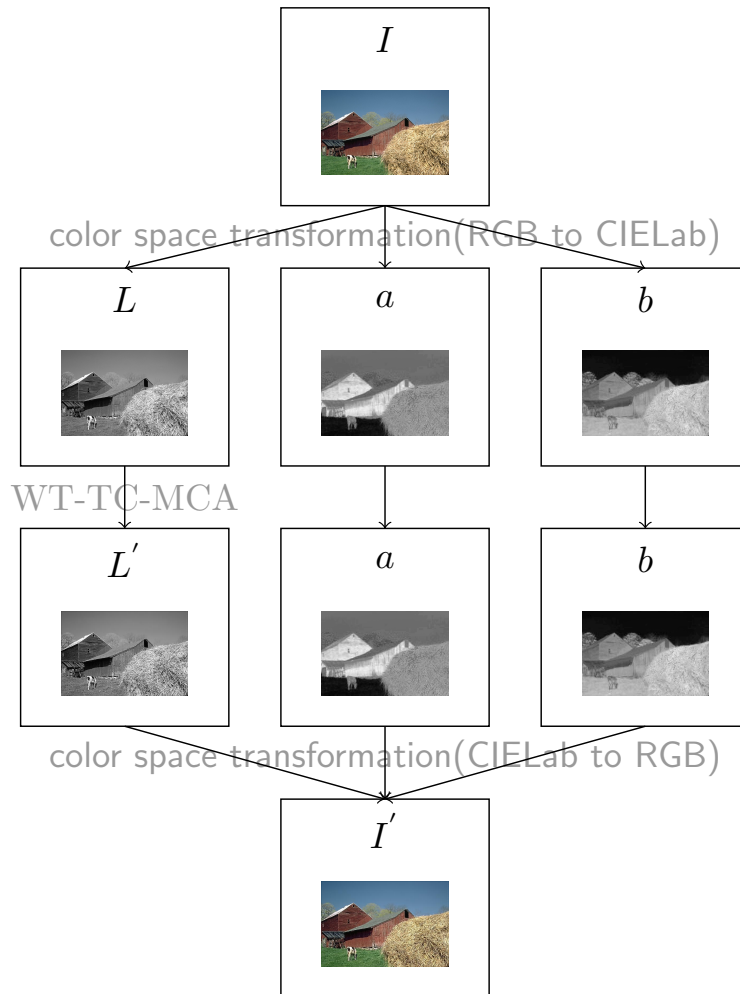 I
color space transformation(RGB to CIELab)
L a b
WT-TC-MCA
L′ a b
color space transformation(CIELab to RGB)
I′